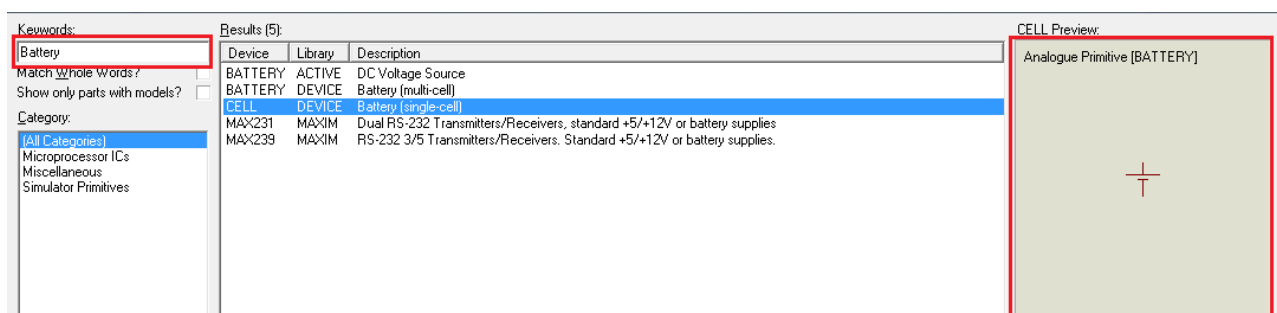 Keywords:
Battery
Match Whole Words?
Show only parts with models?
Category:
(All Categories)
Microprocessor ICs
Miscellaneous
Simulator Primitives
Results (5):
Device Library Description
BATTERY ACTIVE DC Voltage Source
BATTERY DEVICE Battery (multi-cell)
CELL DEVICE Battery (single-cell)
MAX231 MAXIM Dual RS-232 Transmitters/Receivers, standard +5/+12V or battery supplies
MAX239 MAXIM RS-232 3/5 Transmitters/Receivers. Standard +5/+12V or battery supplies.
CELL Preview:
Analogue Primitive [BATTERY]